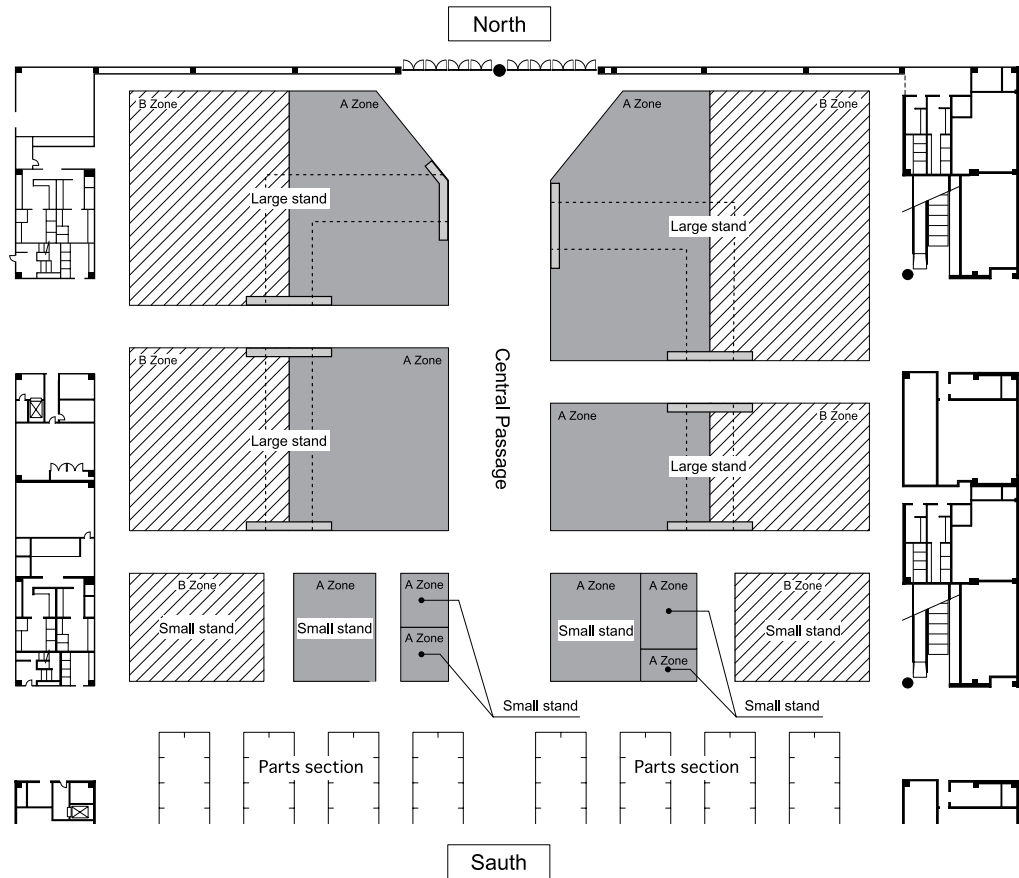 North
B Zone
A Zone
A Zone
B Zone
Large stand
Large stand
B Zone
A Zone
Central Passage
A Zone
B Zone
Large stand
Large stand
B Zone
A Zone
A Zone
A Zone
A Zone
B Zone
Small stand
Small stand
A Zone
Small stand
Small stand
A Zone
Small stand
Small stand
Parts section
Parts section
Sauth